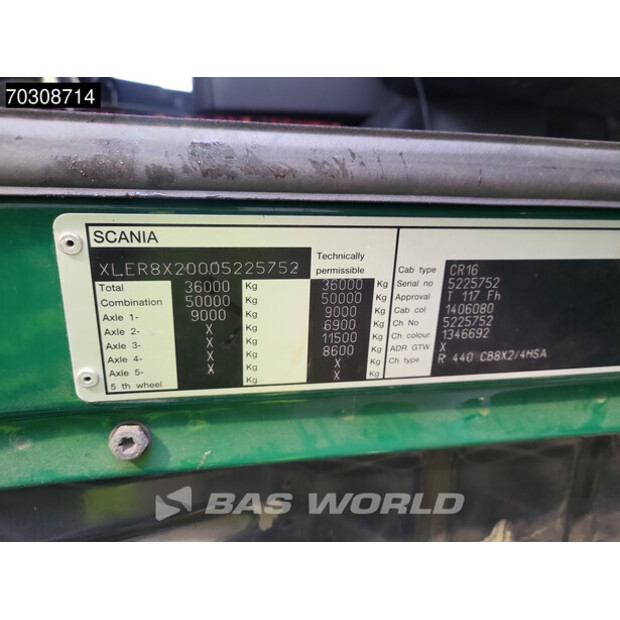 70308714
SCANIA
XLER8X20005225752 Technically permissible
Total 36000 Kg 36000 Kg
Combination 50000 Kg 50000 Kg
Axle 1- 9000 Kg 9000 Kg
Axle 2- X Kg 6900 Kg
Axle 3- X Kg 11500 Kg
Axle 4- X Kg 8600 Kg
Axle 5- X Kg X Kg
5 th wheel Kg X Kg
Cab type CR16
Serial no 5225752
Approval T 117 Fh
Cab col 1406080
Ch No 5225752
Ch colour 1346692
ADR GTW X
Ch type R 440 CB8X2/4HSA
BAS WORLD